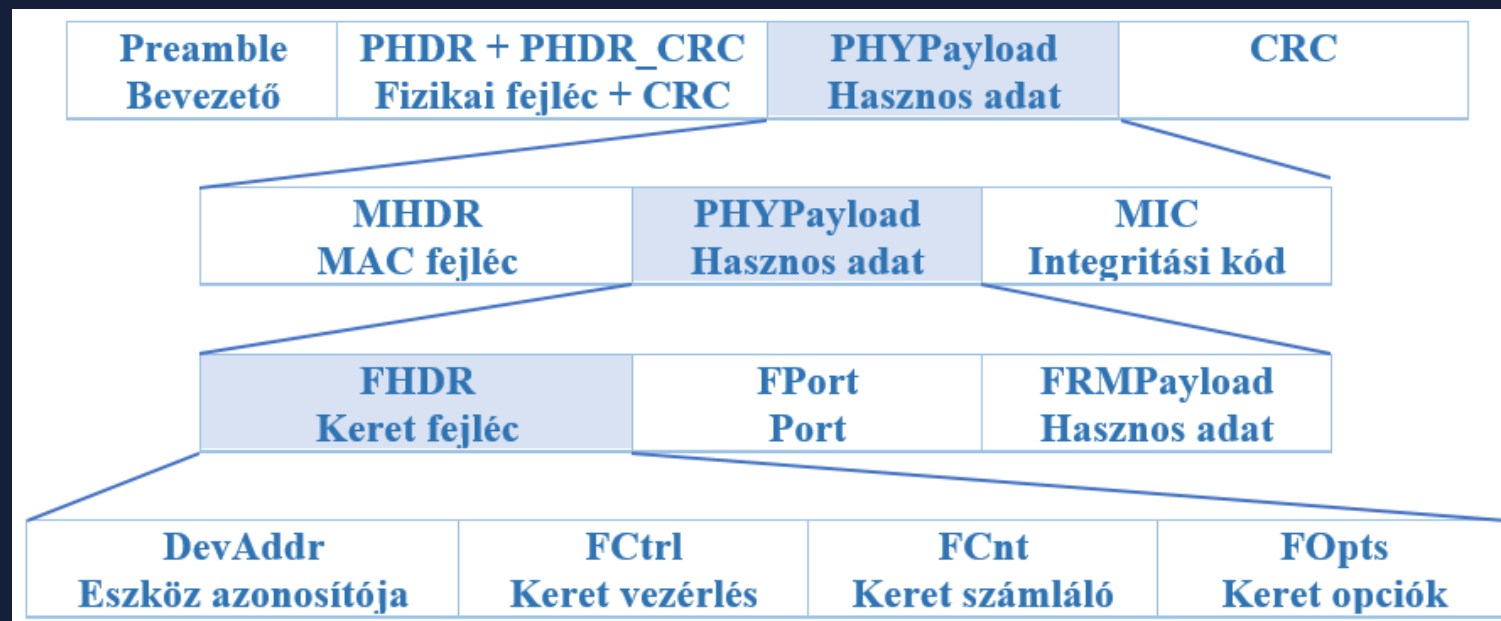 Preamble PHDR + PHDR_CRC PHYPayload CRC
Bevezető Fizikai fejléc + CRC Hasznos adat
MHDR PHYPayload MIC
MAC fejléc Hasznos adat Integritási kód
FHDR FPort FRMPayload
Keret fejléc Port Hasznos adat
DevAddr FCtrl FCnt FOpts
Eszköz azonosítója Keret vezérlés Keret számláló Keret opciók